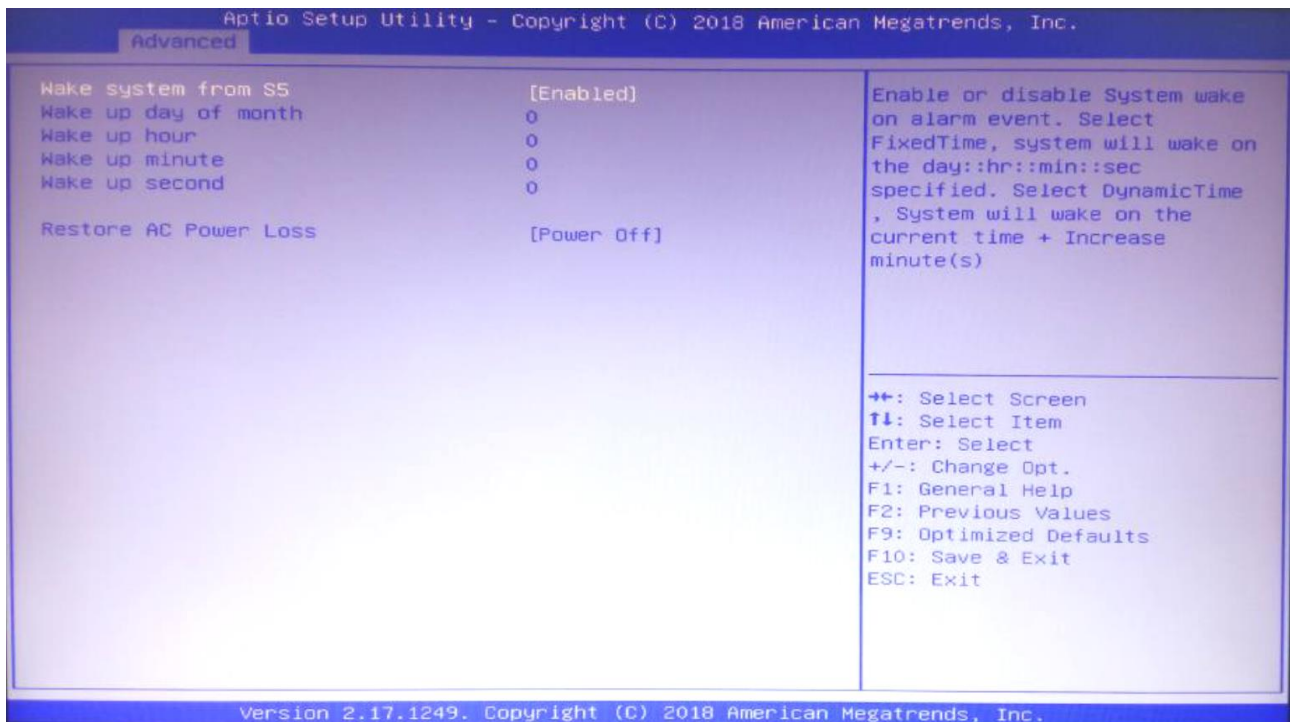 Aptio Setup Utility - Copyright (C) 2018 American Megatrends, Inc.
Advanced
Wake system from S5 [Enabled]
Wake up day of month 0
Wake up hour 0
Wake up minute 0
Wake up second 0
Restore AC Power Loss [Power Off]
Enable or disable System wake
on alarm event. Select
FixedTime, system will wake on
the day::hr::min::sec
specified. Select DynamicTime
, System will wake on the
current time + Increase
minute(s)
→←: Select Screen
↑↓: Select Item
Enter: Select
+/-: Change Opt.
F1: General Help
F2: Previous Values
F9: Optimized Defaults
F10: Save & Exit
ESC: Exit
Version 2.17.1249. Copyright (C) 2018 American Megatrends, Inc.